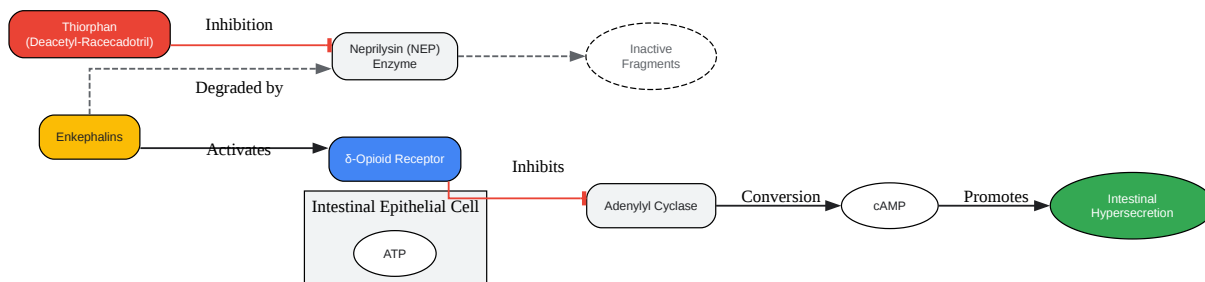 Thiorphan
(Deacetyl-Racecadotril)
Inhibition
Neprilysin (NEP)
Enzyme
Inactive
Fragments
Degraded by
Enkephalins
Activates
δ-Opioid Receptor
Inhibits
Intestinal Epithelial Cell
ATP
Adenylyl Cyclase
Conversion
cAMP
Promotes
Intestinal
Hypersecretion